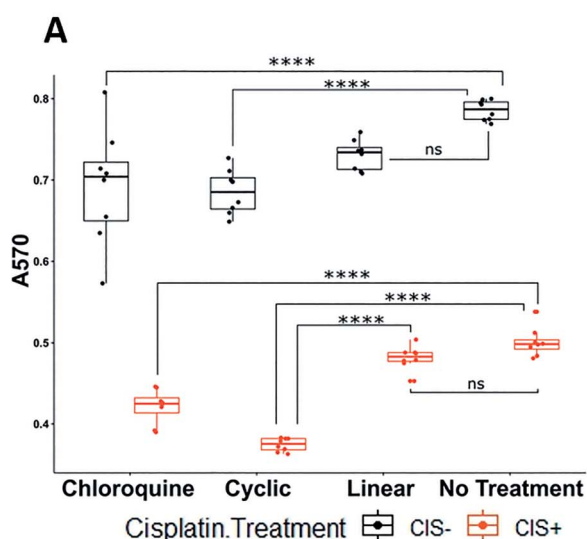 A
****
****
0.8
ns
0.7
A570
0.6
****
****
****
0.5
ns
0.4
Chloroquine Cyclic Linear No Treatment
Cisplatin.Treatment CIS- CIS+